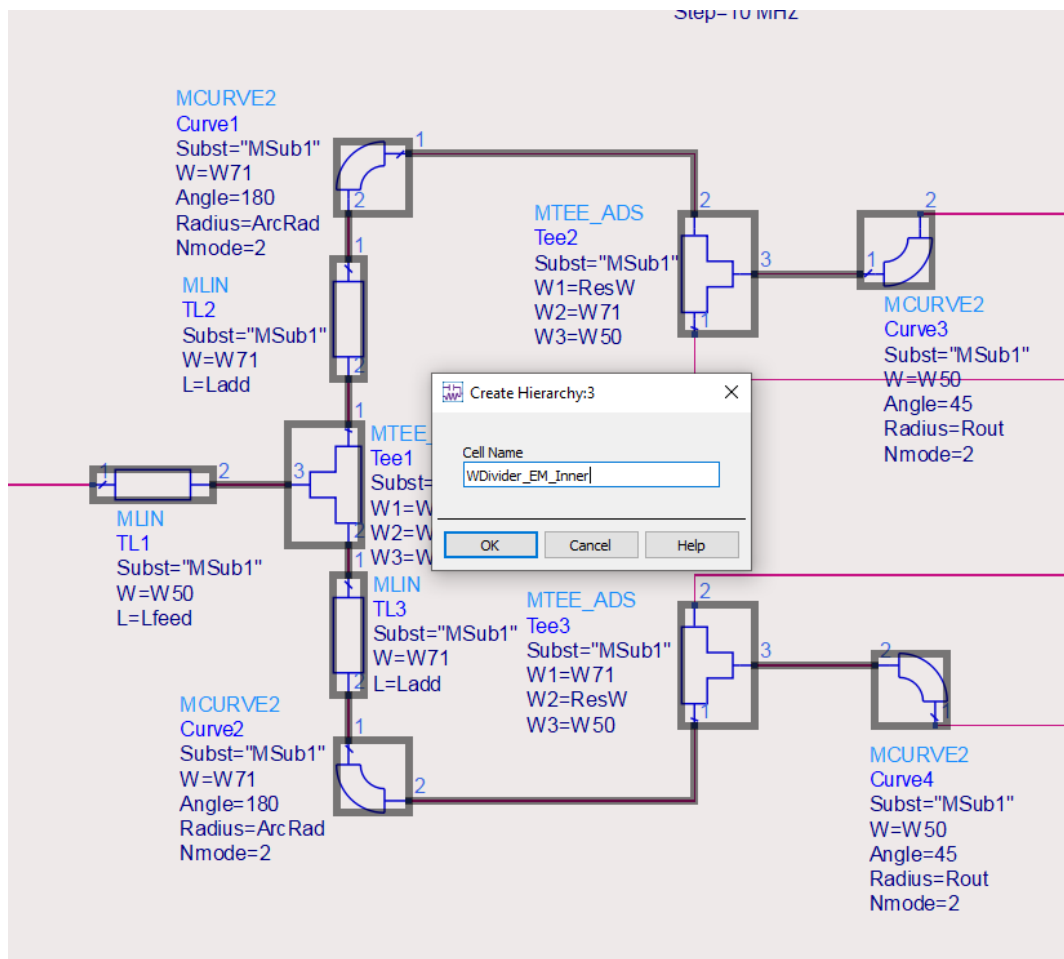 Step=10 MHz
MCURVE2
Curve1
Subst="MSub1"
W=W71
Angle=180
Radius=ArcRad
Nmode=2
1
2
MTEE_ADS
Tee2
Subst="MSub1"
W1=ResW
W2=W71
W3=W50
2
3
1
2
1
MCURVE2
Curve3
Subst="MSub1"
W=W50
Angle=45
Radius=Rout
Nmode=2
MLIN
TL2
Subst="MSub1"
W=W71
L=Ladd
1
2
Create Hierarchy:3
Cell Name
WDivider_EM_Inner
OK
Cancel
Help
1
3
2
MTEE_
Tee1
Subst=
W1=W
W2=W
W3=W
1
2
MLIN
TL1
Subst="MSub1"
W=W50
L=Lfeed
1
2
MLIN
TL3
Subst="MSub1"
W=W71
L=Ladd
MTEE_ADS
Tee3
Subst="MSub1"
W1=W71
W2=ResW
W3=W50
2
3
1
2
1
MCURVE2
Curve2
Subst="MSub1"
W=W71
Angle=180
Radius=ArcRad
Nmode=2
1
2
MCURVE2
Curve4
Subst="MSub1"
W=W50
Angle=45
Radius=Rout
Nmode=2